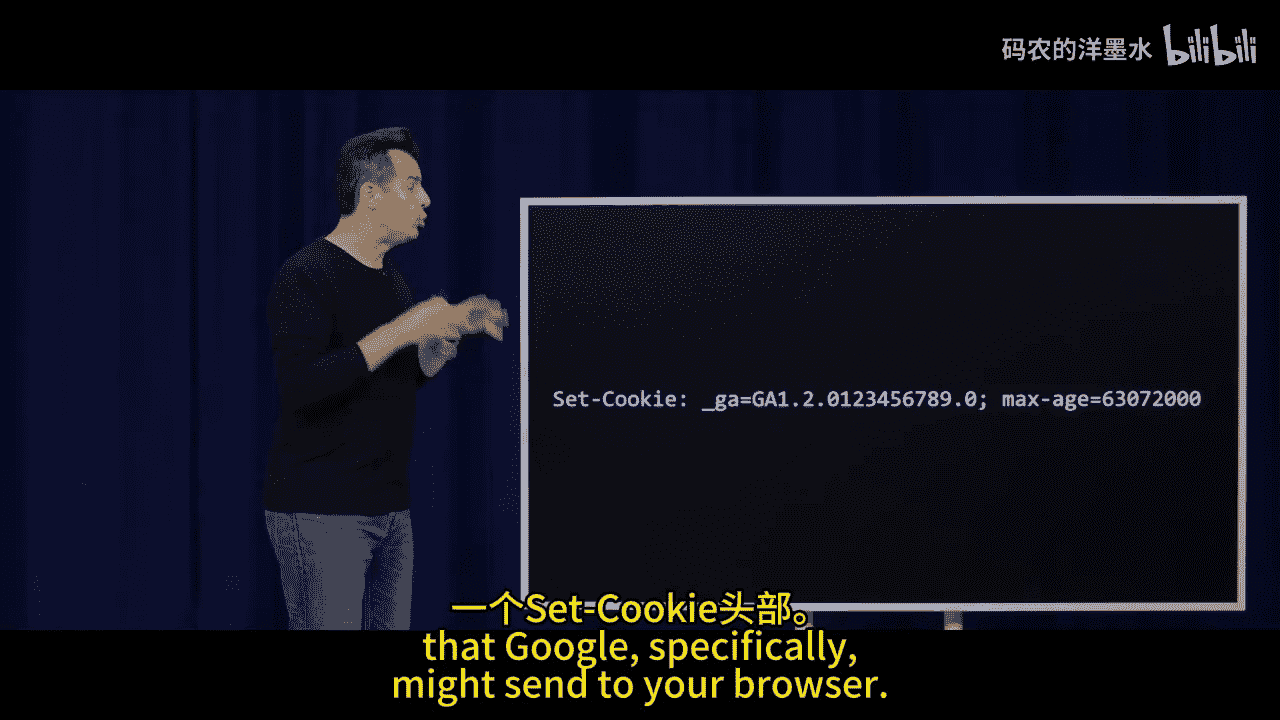 码农的洋墨水 bilibili
Set-Cookie: _ga=GA1.2.0123456789.0; max-age=63072000
一个Set-Cookie头部。
that Google, specifically,
might send to your browser.